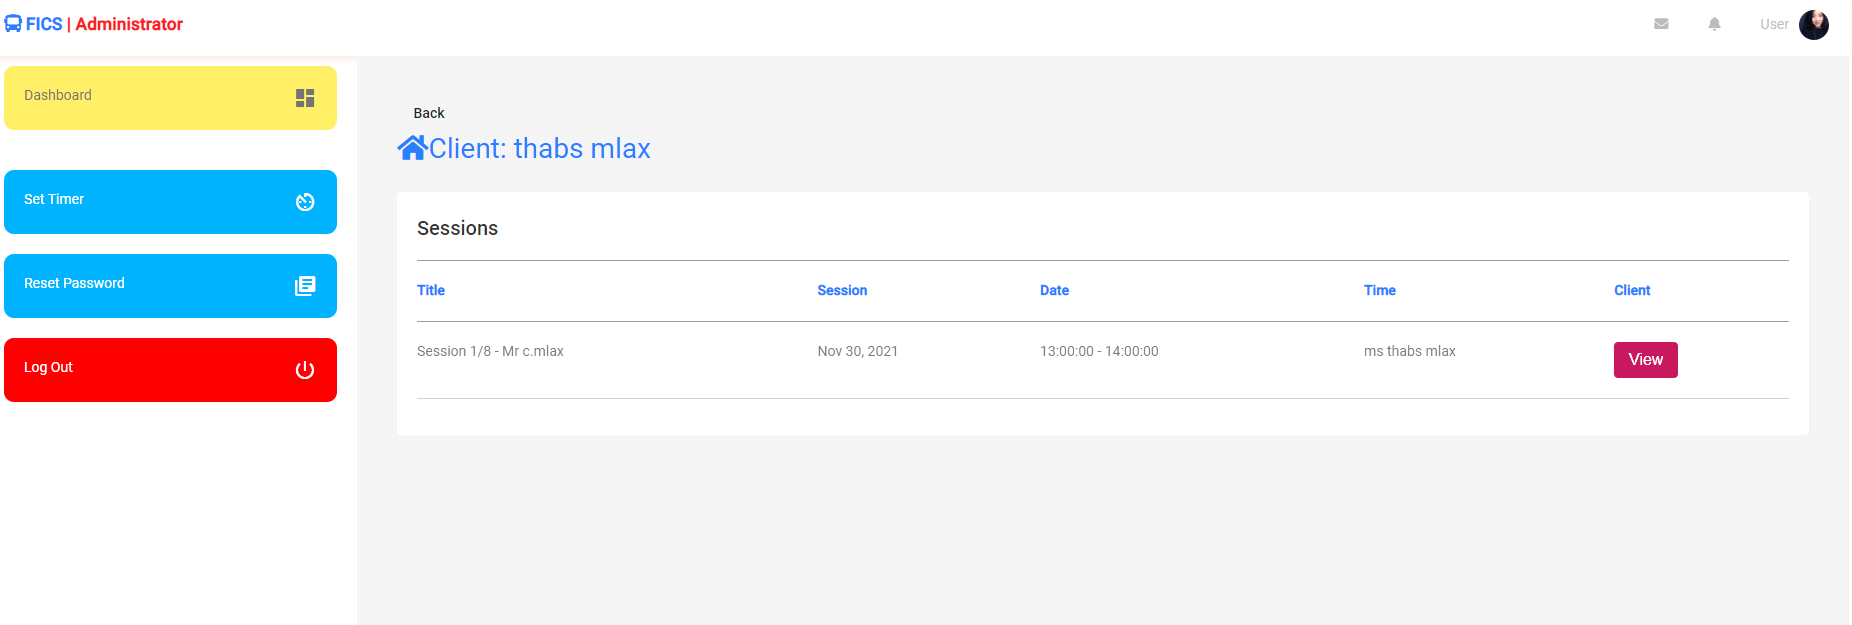 FICS | Administrator
User
Dashboard
Set Timer
Reset Password
Log Out
Back
Client: thabs mlax
Sessions
Title Session Date Time Client
Session 1/8 - Mr c.mlax Nov 30, 2021 13:00:00 - 14:00:00 ms thabs mlax View